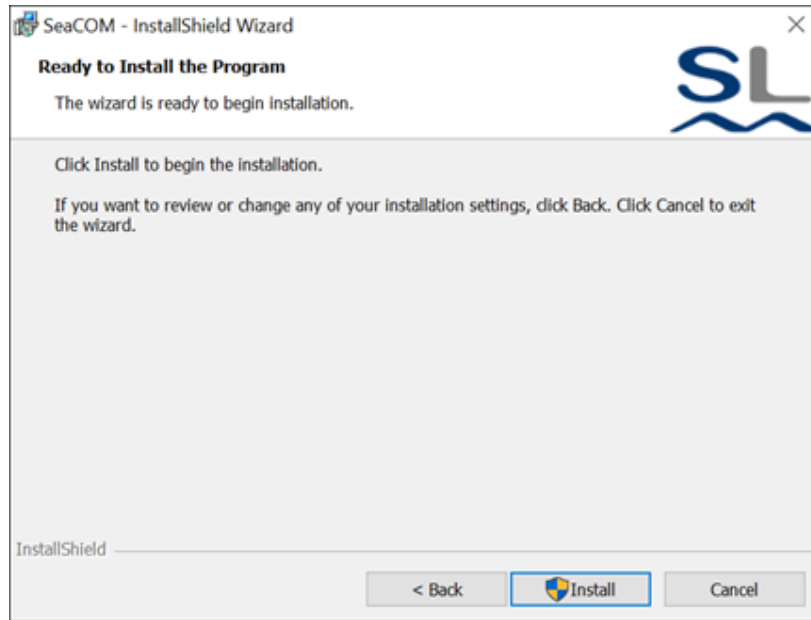 SeaCOM - InstallShield Wizard
Ready to Install the Program
The wizard is ready to begin installation.
SL
Click Install to begin the installation.
If you want to review or change any of your installation settings, click Back. Click Cancel to exit
the wizard.
InstallShield
< Back
Install
Cancel